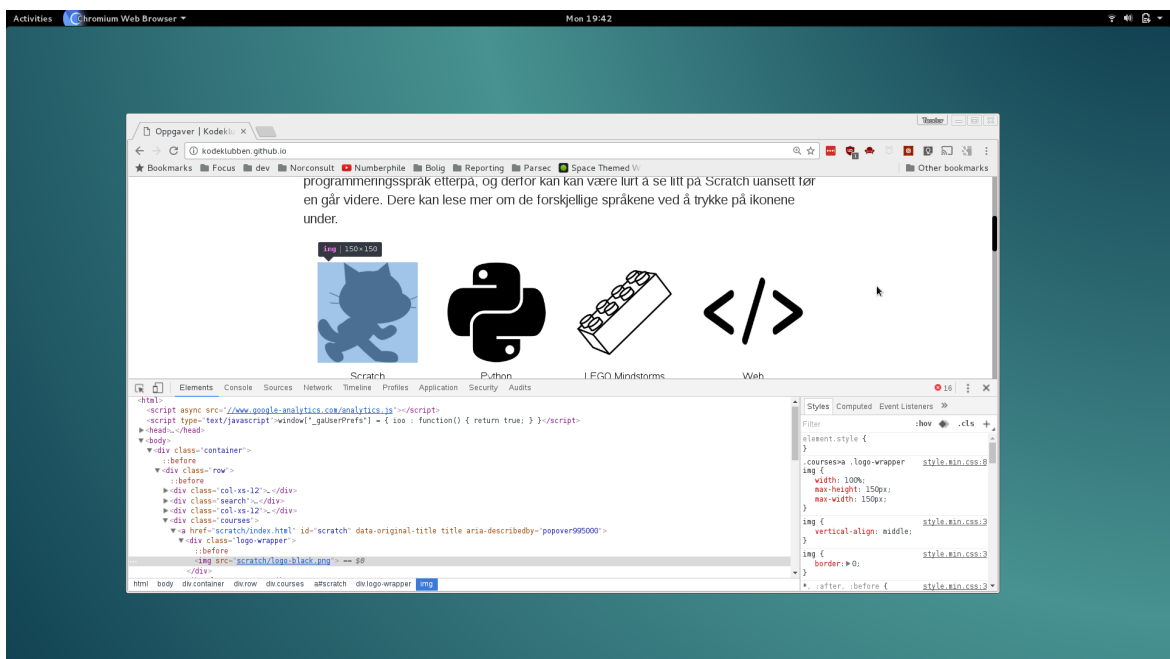 Activities
Chromium Web Browser
Mon 19:42
Oppgaver | Kodeklu
kodeklubben.github.io
Bookmarks Focus dev Norconsult Numberphile Bolig Reporting Parsec Space Themed W Other bookmarks
programmeringsspråk etterpå, og derfor kan kan være lurt å se litt på Scratch uansett før
en går videre. Dere kan lese mer om de forskjellige språkene ved å trykke på ikonene
under.
img | 150×150
Scratch Python LEGO Mindstorms Web
Elements Console Sources Network Timeline Profiles Application Security Audits 16
<html>
<script async src="//www.google-analytics.com/analytics.js"></script>
<script type="text/javascript">window["_gaUserPrefs"] = { ioo : function() { return true; } }</script>
▶<head>…</head>
▼<body>
▼<div class="container">
::before
▼<div class="row">
::before
▶<div class="col-xs-12">…</div>
▶<div class="search">…</div>
▶<div class="col-xs-12">…</div>
▼<div class="courses">
▼<a href="scratch/index.html" id="scratch" data-original-title title aria-describedby="popover995000">
▼<div class="logo-wrapper">
::before
<img src="scratch/logo-black.png"> == $0
</div>
html body div.container div.row div.courses a#scratch div.logo-wrapper img
Styles Computed Event Listeners »
Filter :hov .cls +
element.style {
}
.courses>a .logo-wrapper style.min.css:8
img {
width: 100%;
max-height: 150px;
max-width: 150px;
}
img { style.min.css:3
vertical-align: middle;
}
img { style.min.css:3
border:▶0;
}
*, :after, :before { style.min.css:3